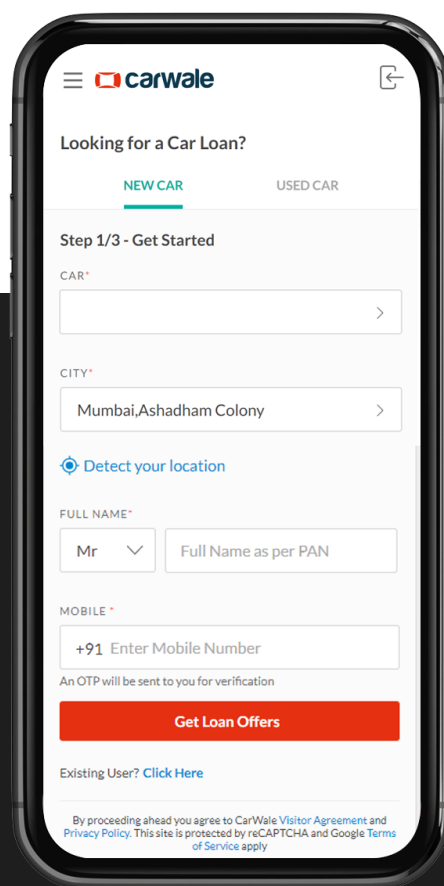 carwale
Looking for a Car Loan?
NEW CAR USED CAR
Step 1/3 - Get Started
CAR*
CITY*
Mumbai,Ashadham Colony
Detect your location
FULL NAME*
Mr Full Name as per PAN
MOBILE *
+91 Enter Mobile Number
An OTP will be sent to you for verification
Get Loan Offers
Existing User? Click Here
By proceeding ahead you agree to CarWale Visitor Agreement and
Privacy Policy. This site is protected by reCAPTCHA and Google Terms
of Service apply